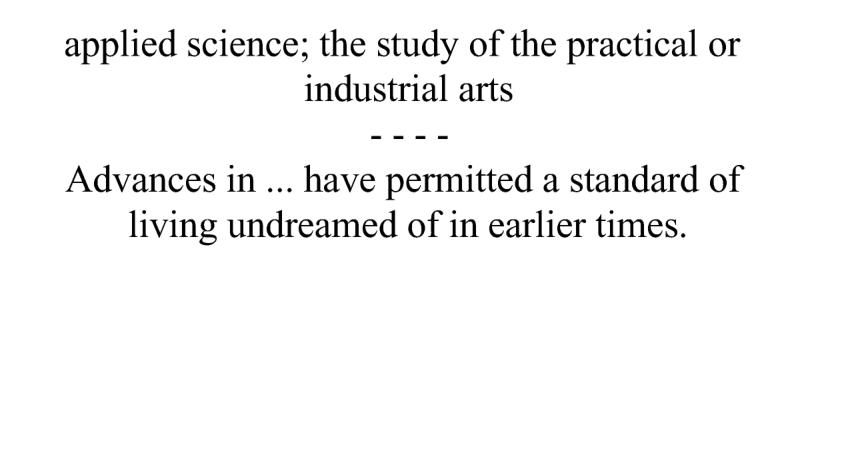 applied science; the study of the practical or
industrial arts
- - - -
Advances in ... have permitted a standard of
living undreamed of in earlier times.